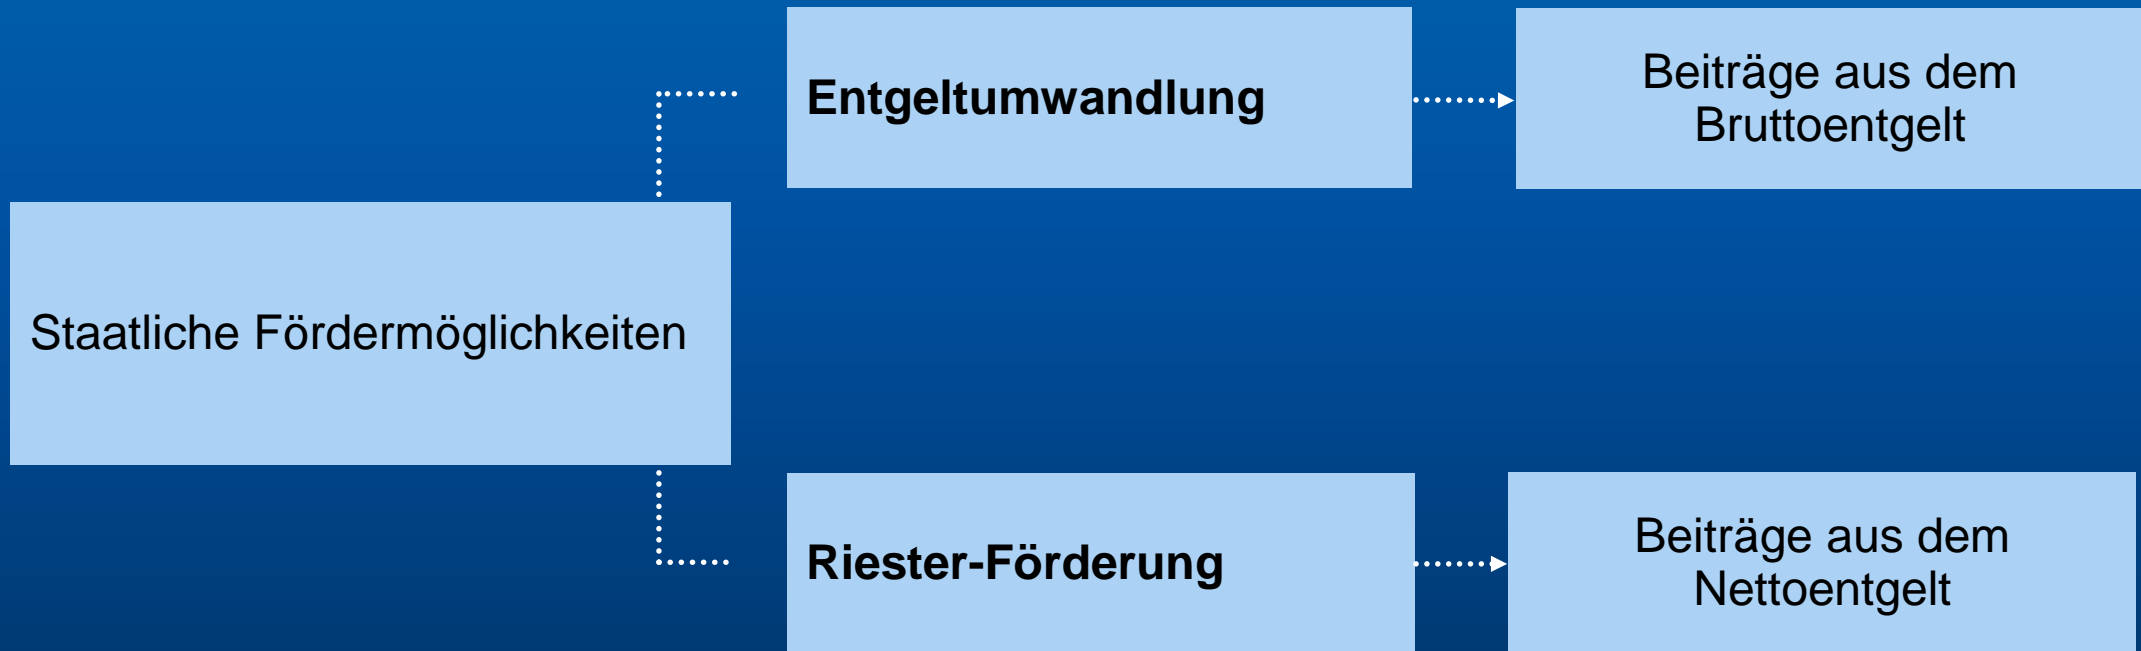 Staatliche Fördermöglichkeiten
Entgeltumwandlung
Beiträge aus dem
Bruttoentgelt
Riester-Förderung
Beiträge aus dem
Nettoentgelt